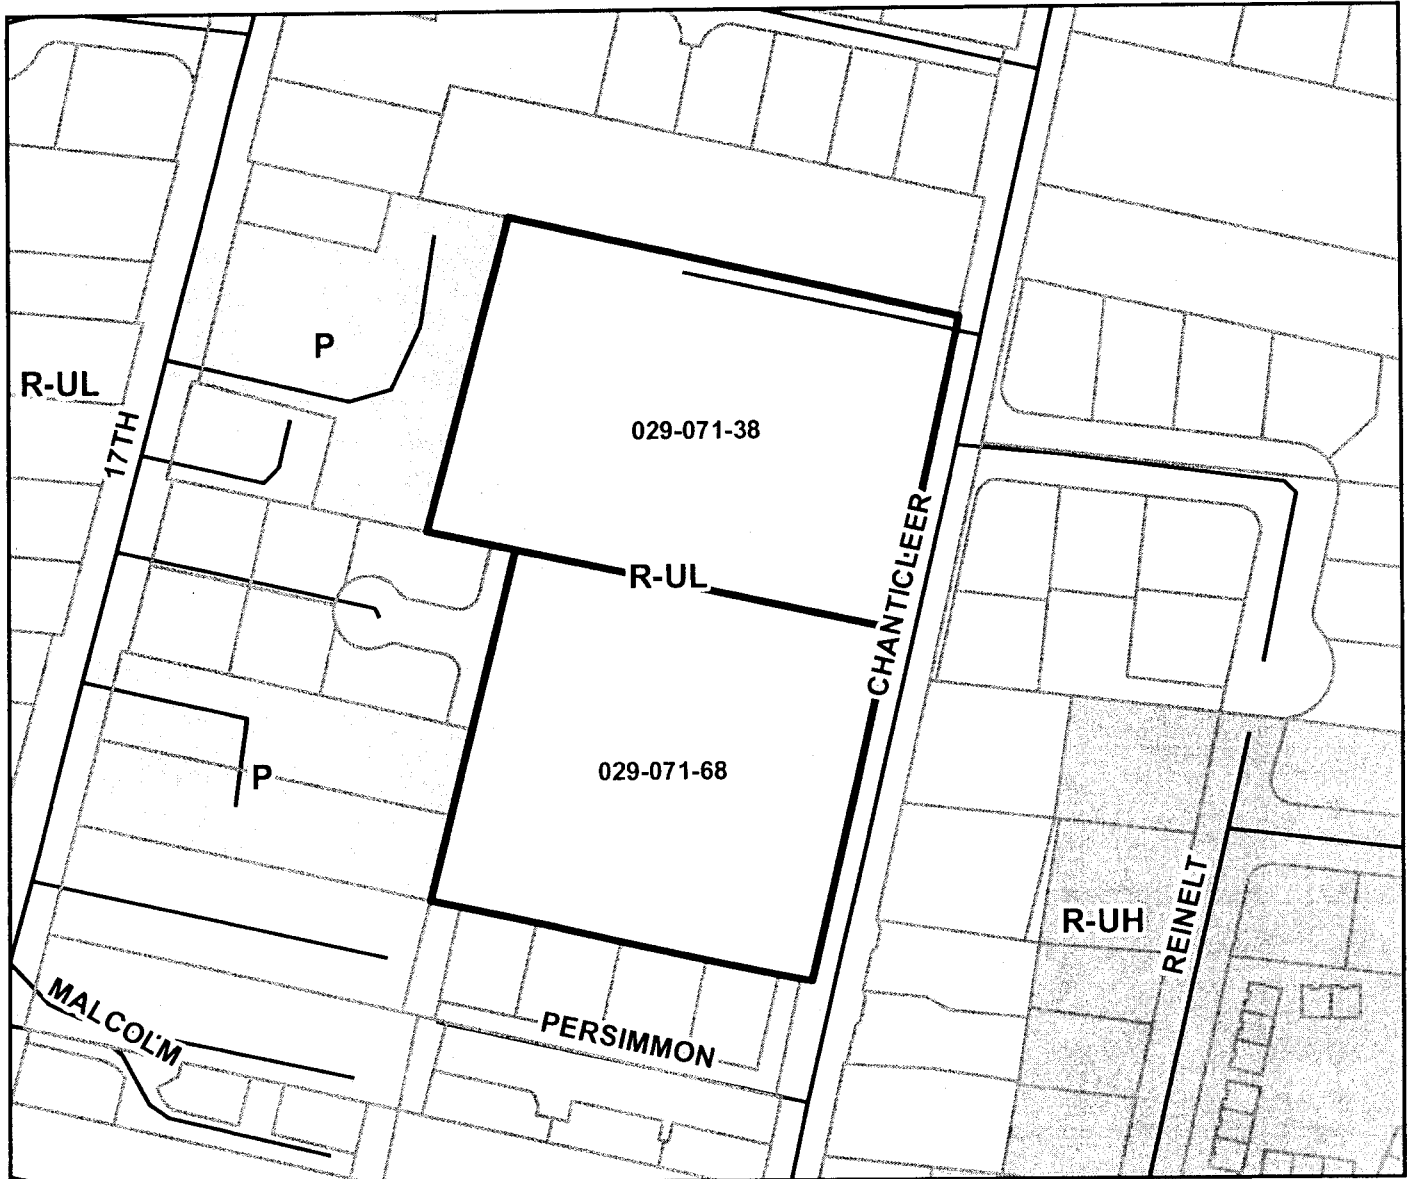 P
R-UL
029-071-38
17TH
CHANTICLEER
R-UL
029-071-68
P
R-UH
REINELT
MALCOLM
PERSIMMON